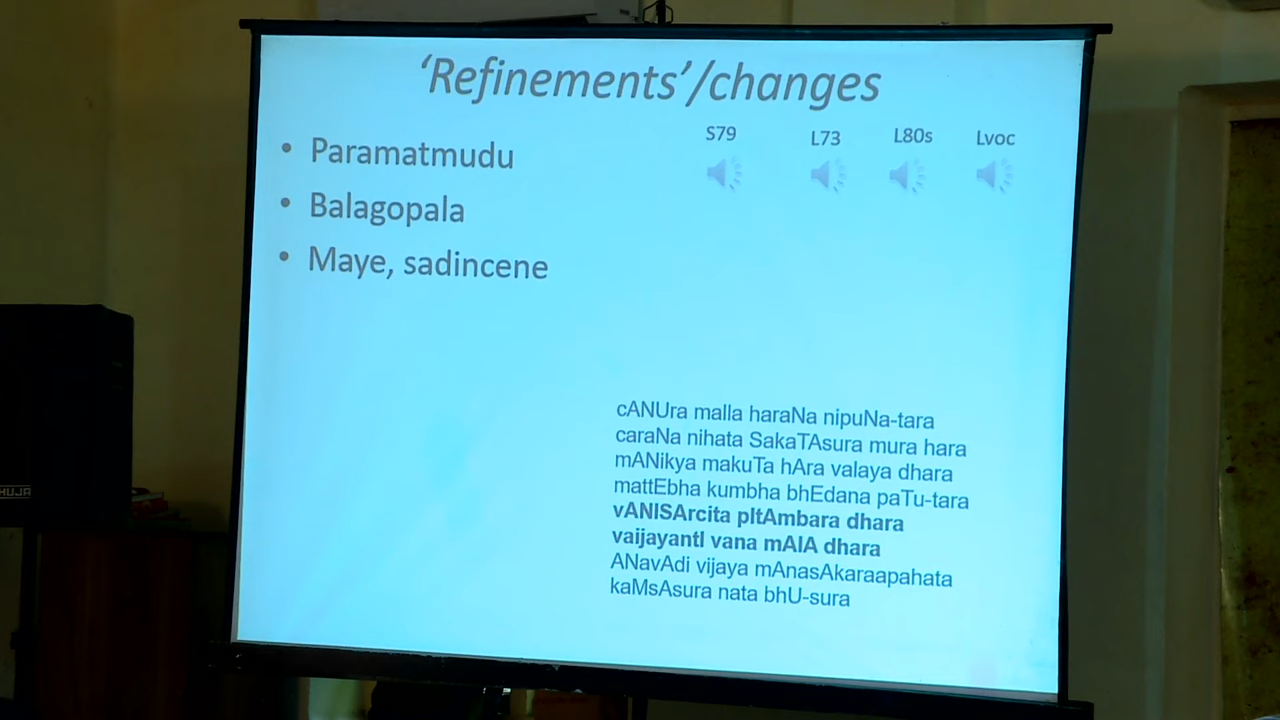 ‘Refinements’/changes
• Paramatmudu
• Balagopala
• Maye, sadincene
S79 L73 L80s Lvoc
cANUra malla haraNa nipuNa-tara
caraNa nihata SakaTAsura mura hara
mANikya makuTa hAra valaya dhara
mattEbha kumbha bhEdana paTu-tara
vANISArcita pItAmbara dhara
vaijayantI vana mAlA dhara
ANavAdi vijaya mAnasAkaraapahata
kaMsAsura nata bhU-sura
HUJA